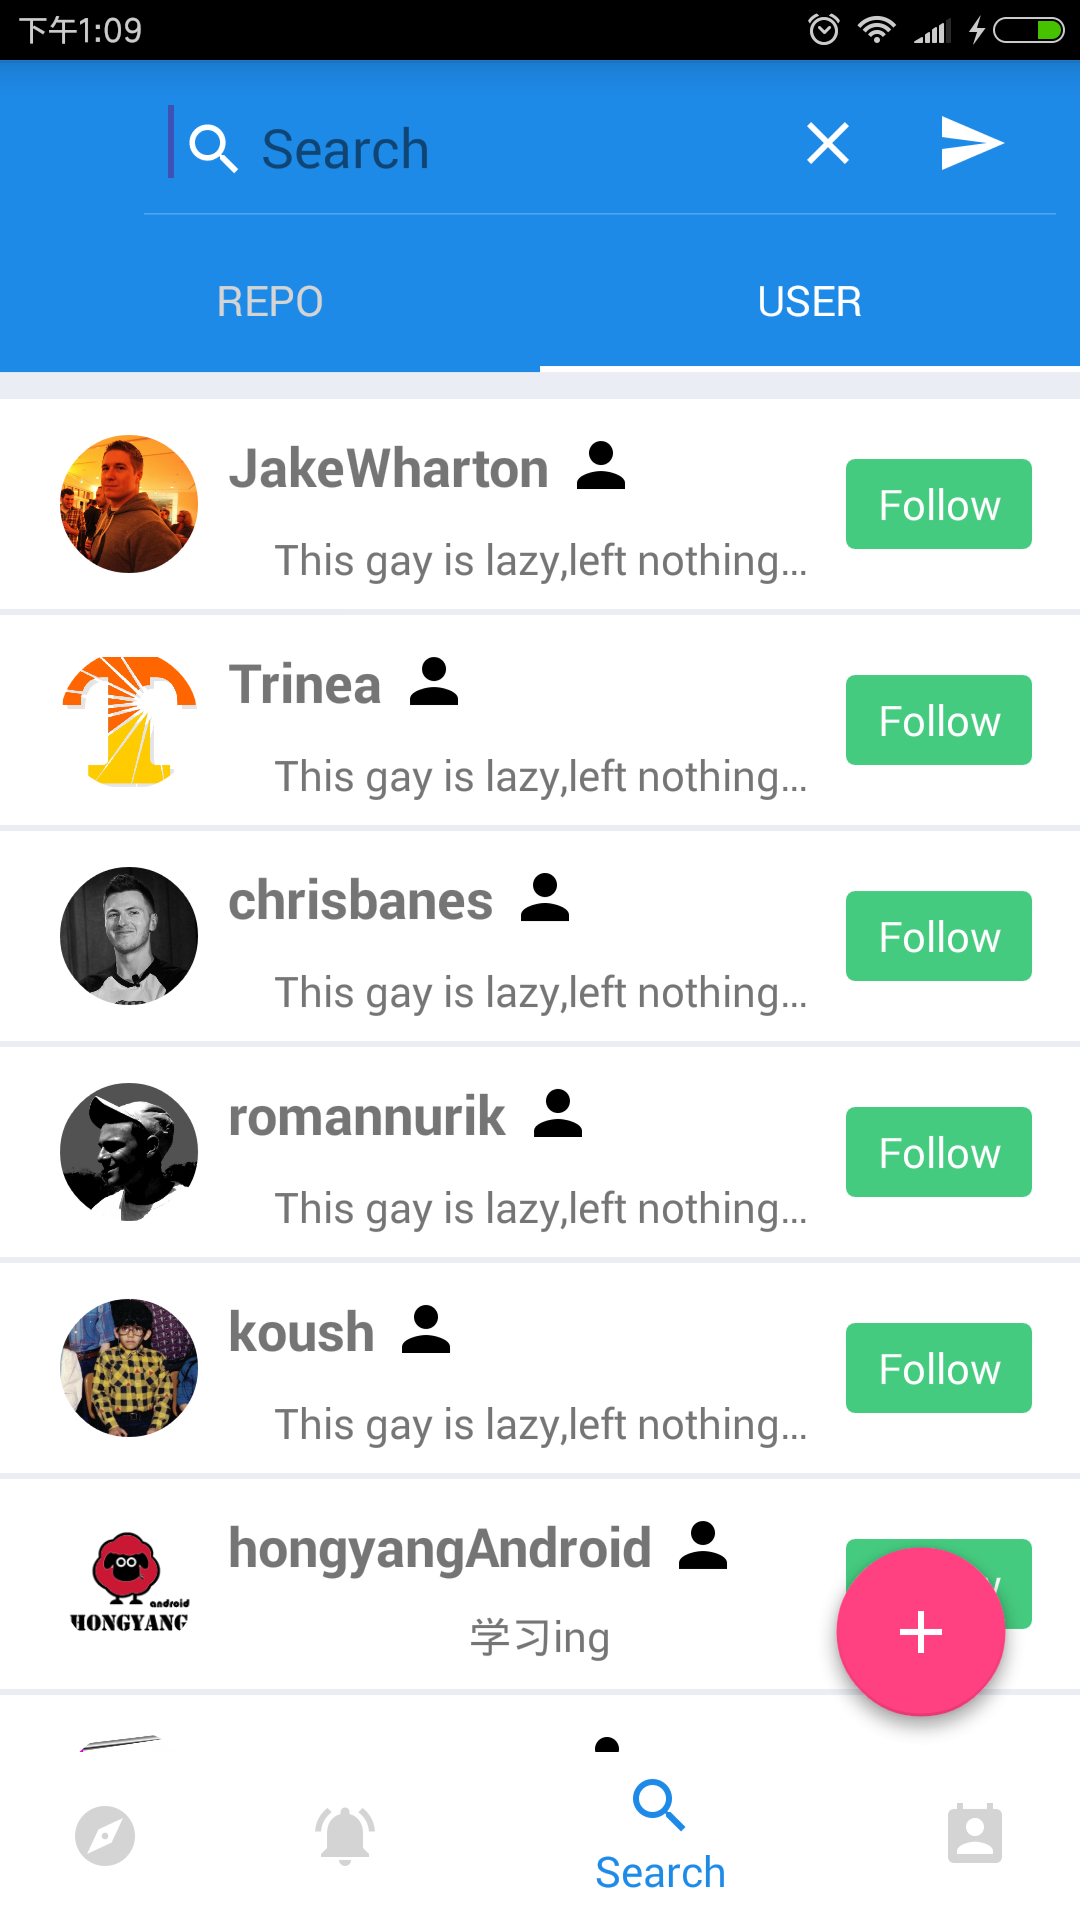 下午1:09
Search
REPO
USER
JakeWharton
Follow
This gay is lazy,left nothing...
Trinea
Follow
This gay is lazy,left nothing...
chrisbanes
Follow
This gay is lazy,left nothing...
romannurik
Follow
This gay is lazy,left nothing...
koush
Follow
This gay is lazy,left nothing...
hongyangAndroid
android
HONGYANG
学习ing
Search